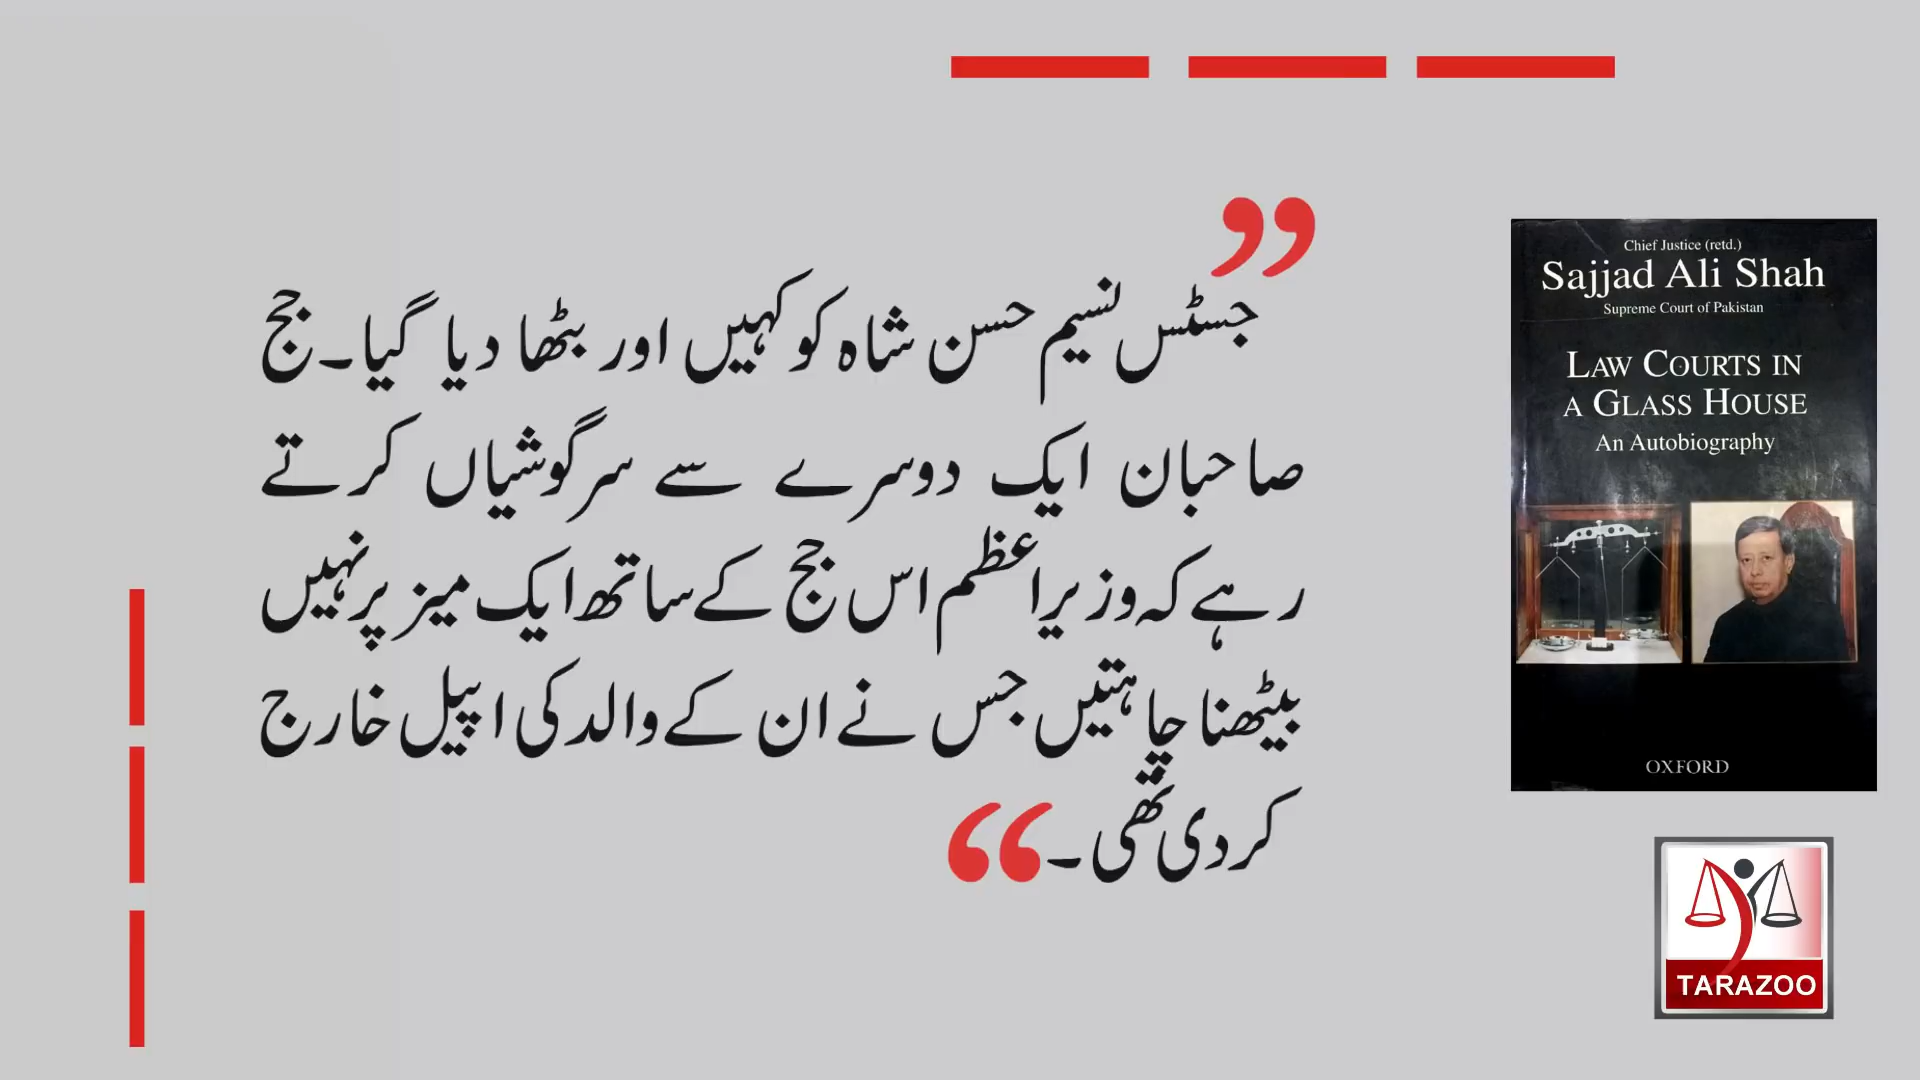 ”
جسٹس نسیم حسن شاہ کو کہیں اور بٹھا دیا گیا۔ جج
صاحبان ایک دوسرے سے سرگوشیاں کرتے
رہے کہ وزیراعظم اس جج کے ساتھ ایک میز پر نہیں
بیٹھنا چاہتیں جس نے ان کے والد کی اپیل خارج
کر دی تھی۔“
Chief Justice (retd.)
Sajjad Ali Shah
Supreme Court of Pakistan
LAW COURTS IN
A GLASS HOUSE
An Autobiography
OXFORD
TARAZOO